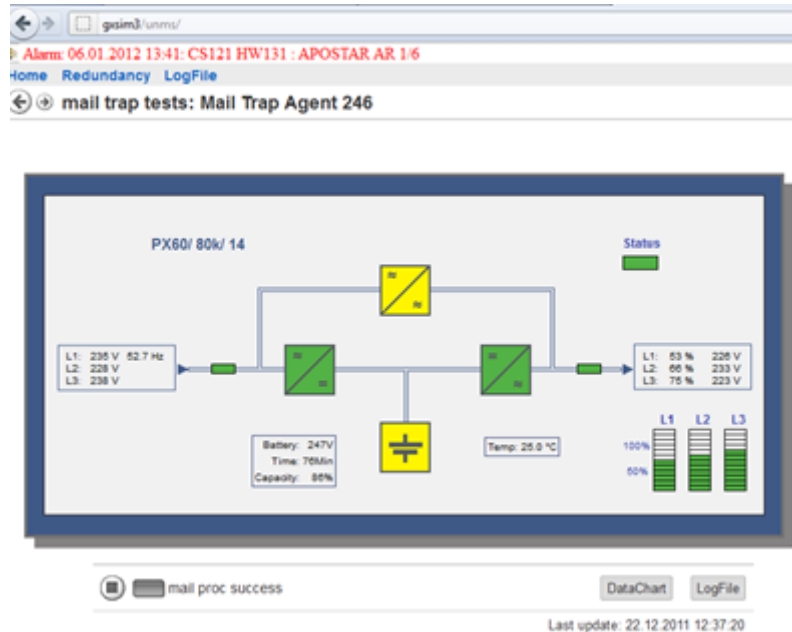 gxsim3/unms/
Alarm: 06.01.2012 13:41: CS121 HW131 : APOSTAR AR 1/6
Home Redundancy LogFile
mail trap tests: Mail Trap Agent 246
PX60/ 80k/ 14
Status
L1: 235 V 52.7 Hz
L2: 228 V
L3: 238 V
L1: 53 % 226 V
L2: 66 % 233 V
L3: 75 % 223 V
L1 L2 L3
Battery: 247V
Time: 76Min
Capacity: 86%
Temp: 25.0 °C
100%
50%
mail proc success
DataChart LogFile
Last update: 22.12.2011 12:37:20